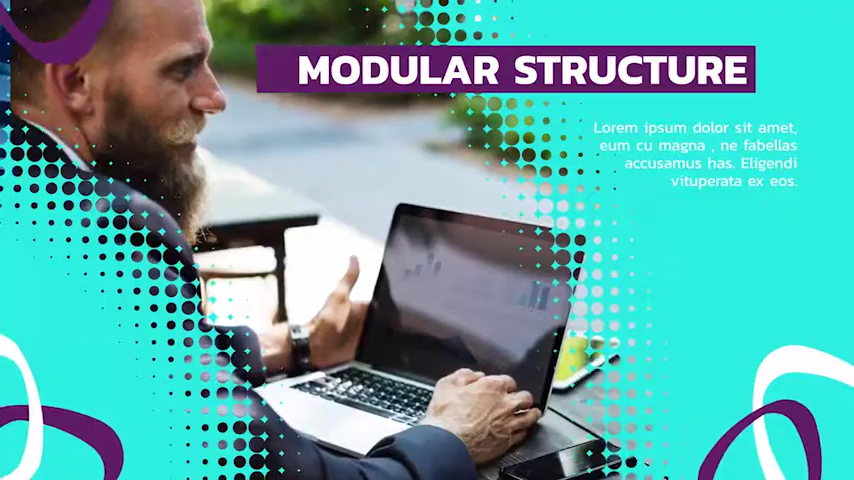 MODULAR STRUCTURE
Lorem ipsum dolor sit amet,
eum cu magna , ne fabellas
accusamus has. Eligendi
vituperata ex eos.